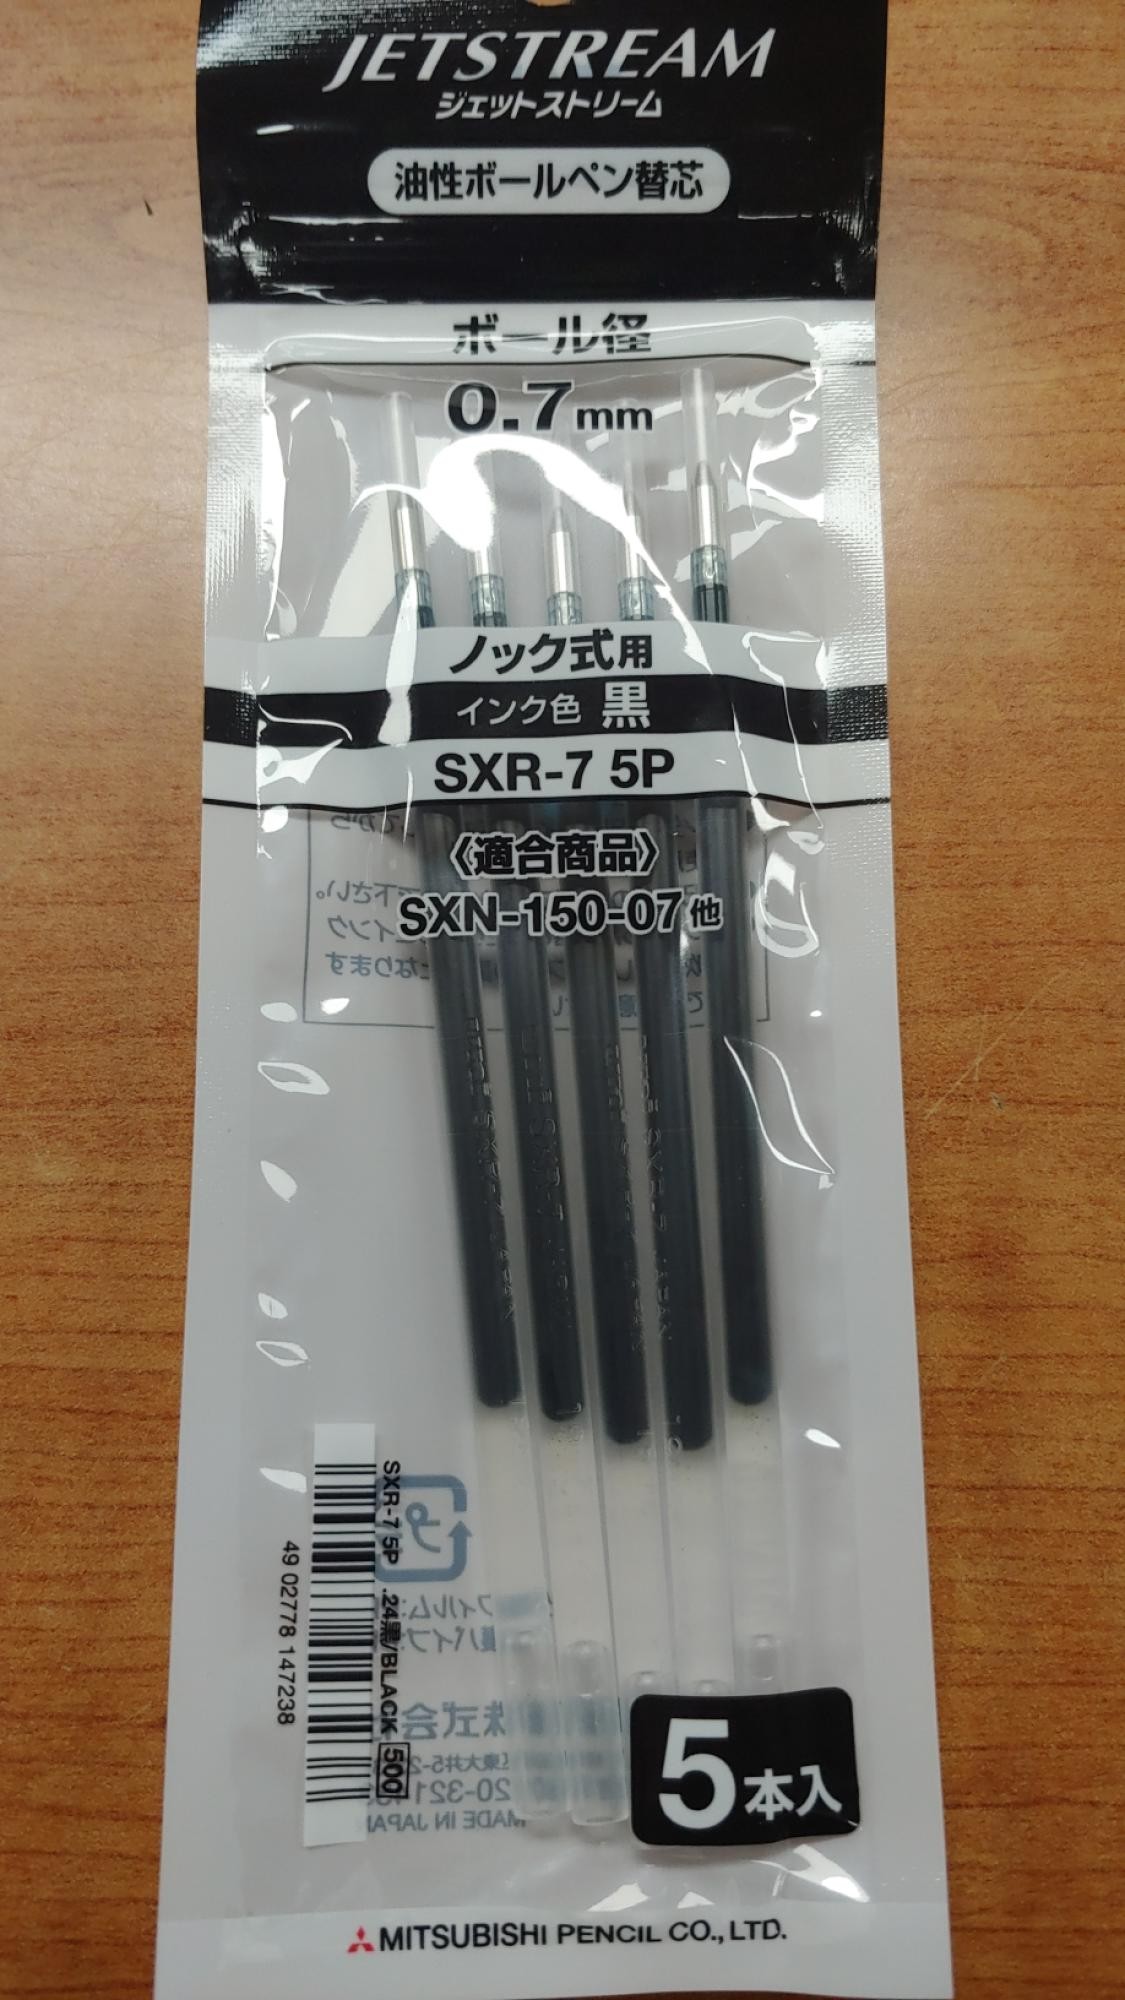 JETSTREAM
ジェットストリーム
油性ボールペン替芯
ボール径
0.7mm
ノック式用
インク色 黒
SXR-7 5P
〈適合商品〉
SXN-150-07他
SXR-7 5P .24黒/BLACK 500
49 02778 147238
5本入
MITSUBISHI PENCIL CO., LTD.
MADE IN JAPAN